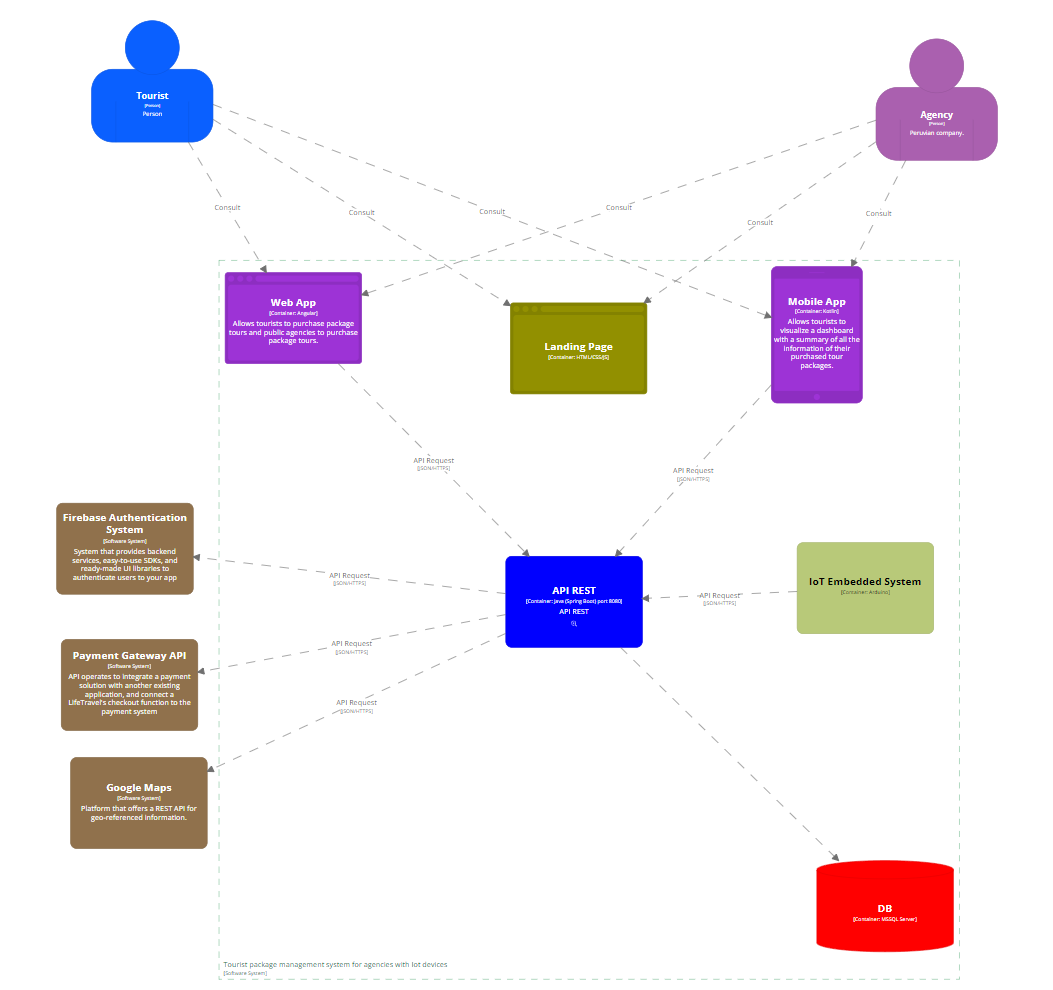 Tourist
[Person]
Person
Agency
[Person]
Peruvian company.
Consult
Consult
Consult
Consult
Consult
Consult
Web App
[Container: Angular]
Allows tourists to purchase package
tours and public agencies to purchase
package tours.
Landing Page
[Container: HTML/CSS/JS]
Mobile App
[Container: Kotlin]
Allows tourists to
visualize a dashboard
with a summary of all the
information of their
purchased tour
packages.
API Request
[JSON/HTTPS]
API Request
[JSON/HTTPS]
Firebase Authentication
System
[Software System]
System that provides backend
services, easy-to-use SDKs, and
ready-made UI libraries to
authenticate users to your app
API Request
[JSON/HTTPS]
API REST
[Container: Java (Spring Boot) port 8080]
API REST
API Request
[JSON/HTTPS]
IoT Embedded System
[Container: Arduino]
Payment Gateway API
[Software System]
API operates to integrate a payment
solution with another existing
application, and connect a
LifeTravel's checkout function to the
payment system
API Request
[JSON/HTTPS]
API Request
[JSON/HTTPS]
Google Maps
[Software System]
Platform that offers a REST API for
geo-referenced information.
DB
[Container: MSSQL Server]
Tourist package management system for agencies with Iot devices
[Software System]